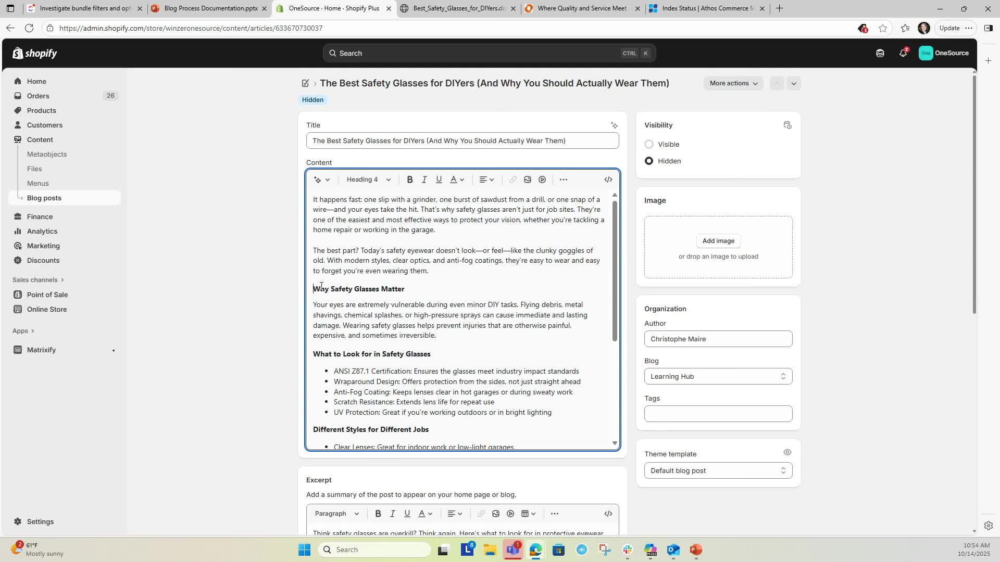 Investigate bundle filters and opt
Blog Process Documentation.pptx
OneSource · Home · Shopify Plus
Best_Safety_Glasses_for_DIYers.do
Where Quality and Service Meet
Index Status | Athos Commerce M
https://admin.shopify.com/store/winzeronesource/content/articles/633670730037
3
Update
shopify
Search
CTRL K
2
One
OneSource
Home
Orders
26
Products
Customers
Content
Metaobjects
Files
Menus
Blog posts
Finance
Analytics
Marketing
Discounts
Sales channels
Point of Sale
Online Store
Apps
Matrixify
Settings
The Best Safety Glasses for DIYers (And Why You Should Actually Wear Them)
More actions
Hidden
Title
The Best Safety Glasses for DIYers (And Why You Should Actually Wear Them)
Content
Heading 4
B I U A
It happens fast: one slip with a grinder, one burst of sawdust from a drill, or one snap of a
wire—and your eyes take the hit. That's why safety glasses aren't just for job sites. They're
one of the easiest and most effective ways to protect your vision, whether you're tackling a
home repair or working in the garage.
The best part? Today's safety eyewear doesn't look—or feel—like the clunky goggles of
old. With modern styles, clear optics, and anti-fog coatings, they're easy to wear and easy
to forget you're even wearing them.
Why Safety Glasses Matter
Your eyes are extremely vulnerable during even minor DIY tasks. Flying debris, metal
shavings, chemical splashes, or high-pressure sprays can cause immediate and lasting
damage. Wearing safety glasses helps prevent injuries that are otherwise painful,
expensive, and sometimes irreversible.
What to Look for in Safety Glasses
• ANSI Z87.1 Certification: Ensures the glasses meet industry impact standards
• Wraparound Design: Offers protection from the sides, not just straight ahead
• Anti-Fog Coating: Keeps lenses clear in hot garages or during sweaty work
• Scratch Resistance: Extends lens life for repeat use
• UV Protection: Great if you're working outdoors or in bright lighting
Different Styles for Different Jobs
• Clear Lenses: Great for indoor work or low-light garages
Excerpt
Add a summary of the post to appear on your home page or blog.
Paragraph
B I U A
Think safety glasses are overkill? Think again. Here's what to look for in protective eyewear
Visibility
Visible
Hidden
Image
Add image
or drop an image to upload
Organization
Author
Christophe Maire
Blog
Learning Hub
Tags
Theme template
Default blog post
2
61°F
Mostly sunny
Search
8
1
M365
10:54 AM
10/14/2025